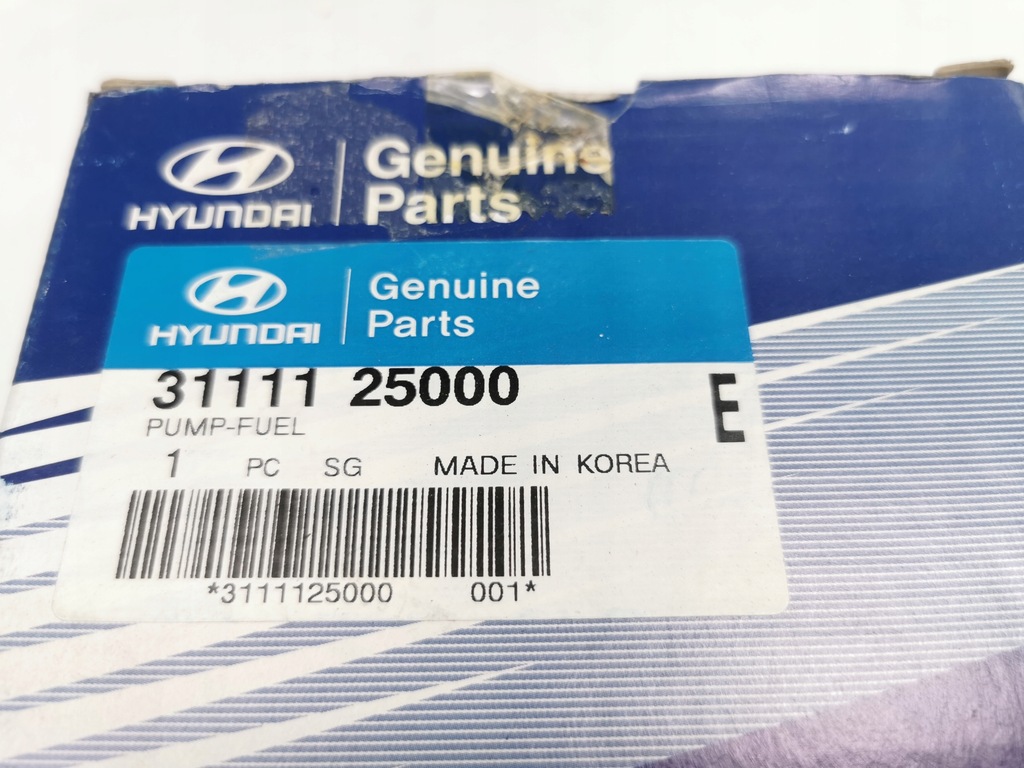 HYUNDAI
Genuine
Parts
HYUNDAI
Genuine
Parts
31111 25000
E
PUMP-FUEL
1 PC SG MADE IN KOREA
*3111125000 001*